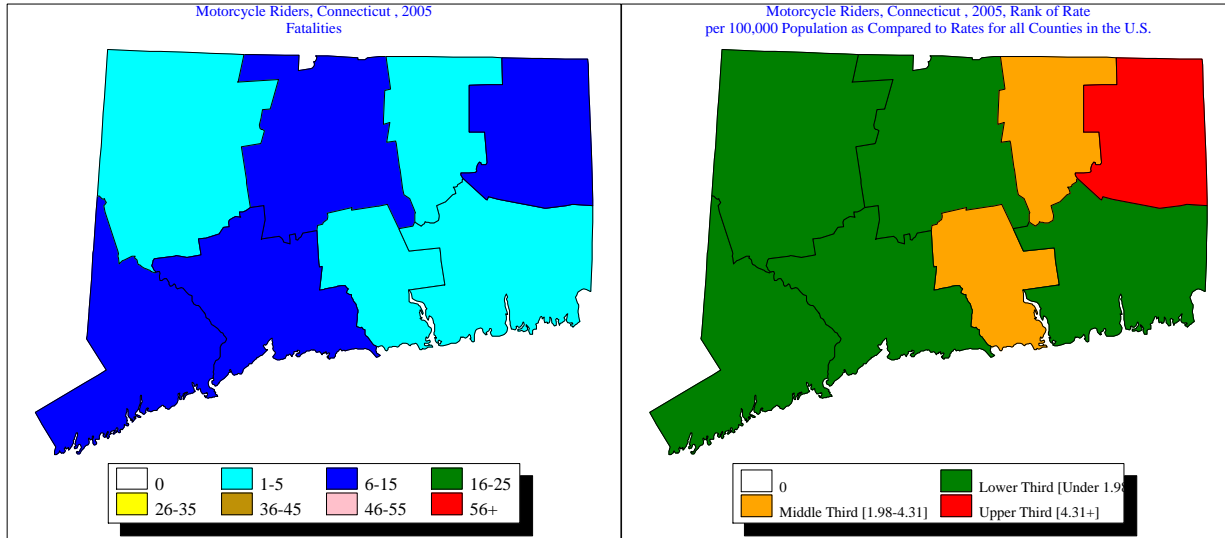 Motorcycle Riders, Connecticut , 2005
Fatalities
0
1-5
6-15
16-25
26-35
36-45
46-55
56+
Motorcycle Riders, Connecticut , 2005, Rank of Rate
per 100,000 Population as Compared to Rates for all Counties in the U.S.
0
Lower Third [Under 1.98
Middle Third [1.98-4.31]
Upper Third [4.31+]